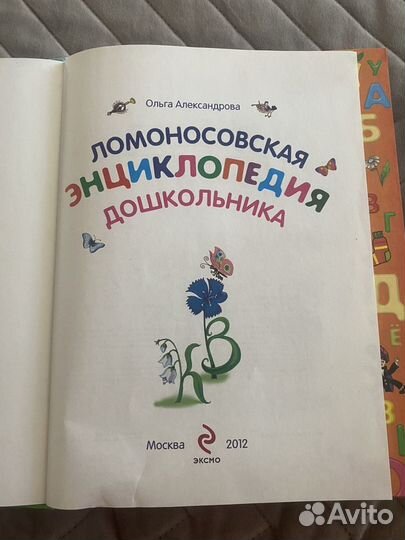 Ольга Александрова
ЛОМОНОСОВСКАЯ
ЭНЦИКЛОПЕДИЯ
ДОШКОЛЬНИКА
К В
Москва ЭКСМО 2012
У
А
Б
В
Г
Д
Ё
В
З
Avito